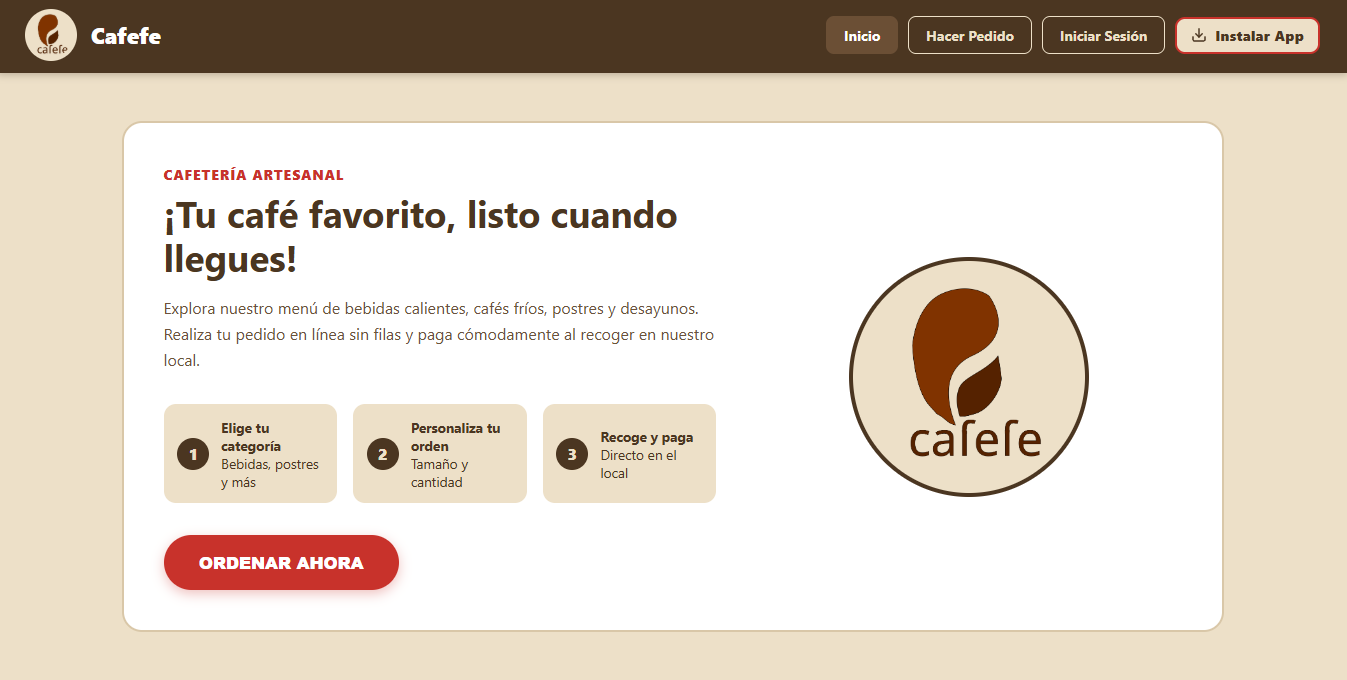 cafefe
Cafefe
Inicio
Hacer Pedido
Iniciar Sesión
Instalar App
CAFETERÍA ARTESANAL
¡Tu café favorito, listo cuando
llegues!
Explora nuestro menú de bebidas calientes, cafés fríos, postres y desayunos.
Realiza tu pedido en línea sin filas y paga cómodamente al recoger en nuestro
local.
1
Elige tu
categoría
Bebidas, postres
y más
2
Personaliza tu
orden
Tamaño y
cantidad
3
Recoge y paga
Directo en el
local
ORDENAR AHORA
cafefe